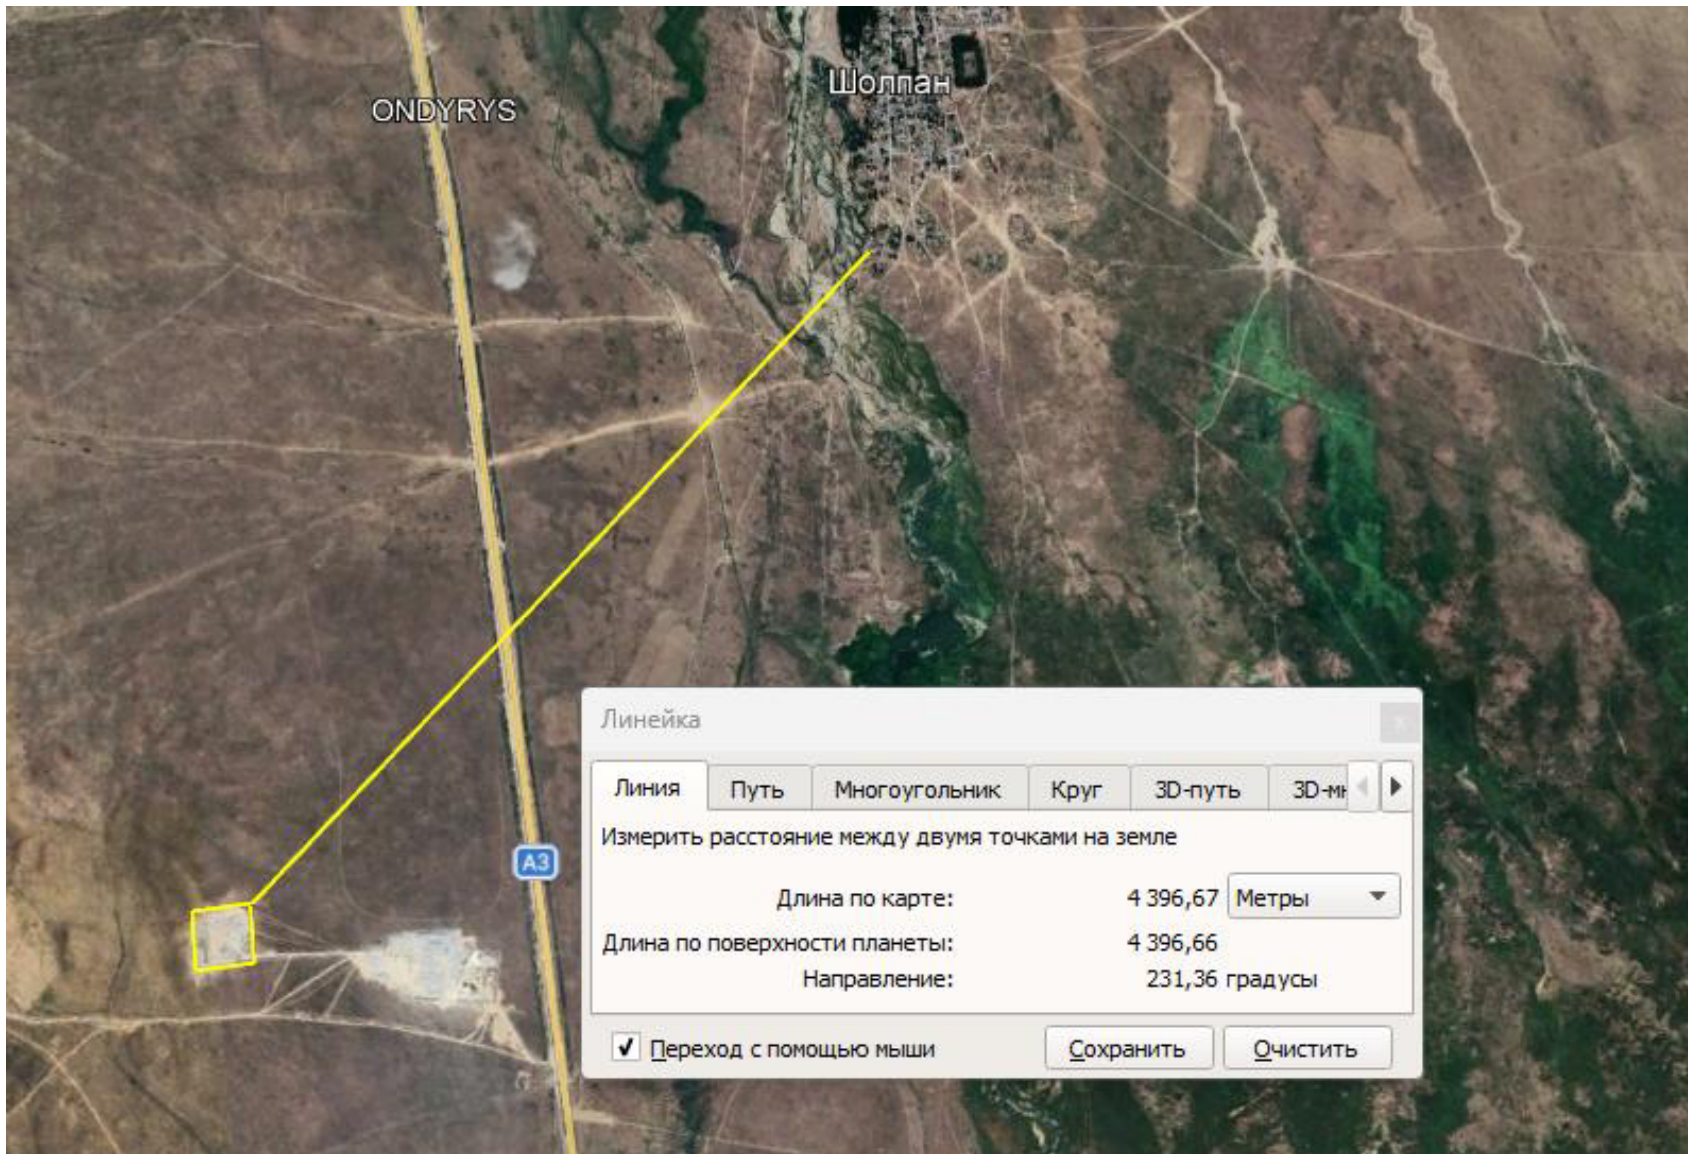 Шолпан
ONDYRYS
Линейка
Линия Путь Многоугольник Круг 3D-путь 3D-мн
Измерить расстояние между двумя точками на земле
Длина по карте: 4 396,67 Метры
Длина по поверхности планеты: 4 396,66
Направление: 231,36 градусы
A3
Переход с помощью мыши Сохранить Очистить